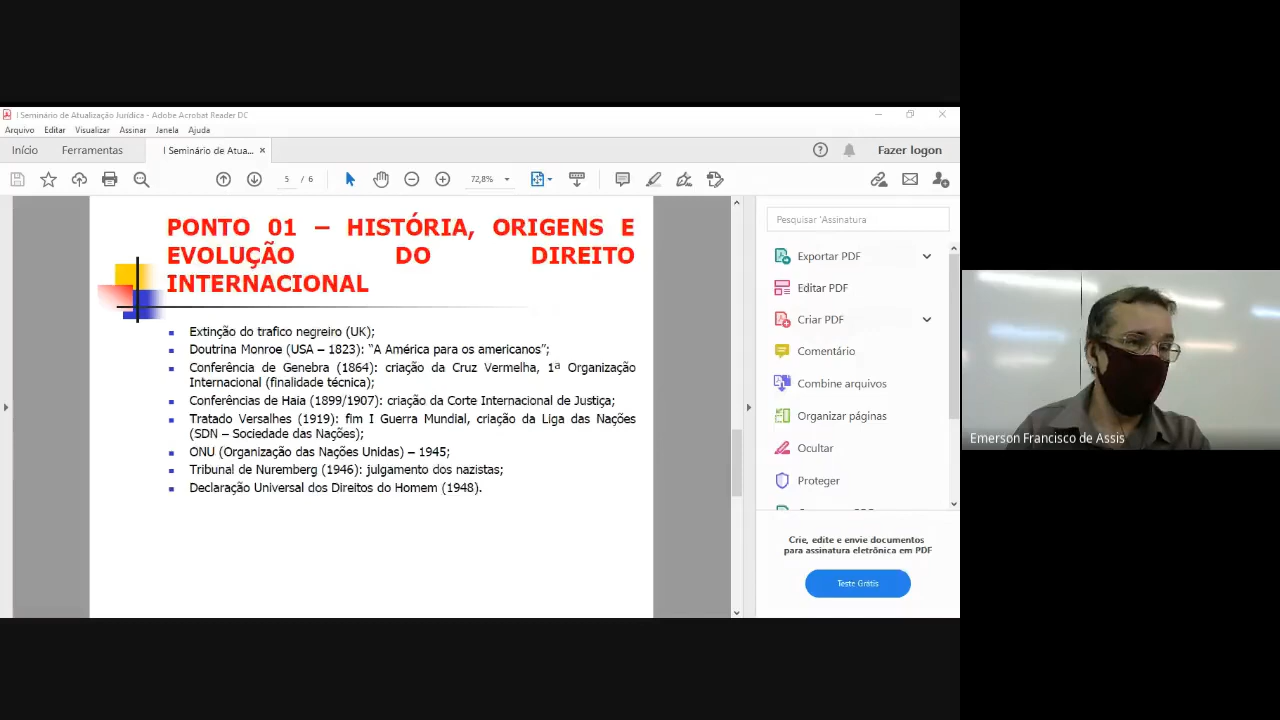 I Seminário de Atualização Jurídica - Adobe Acrobat Reader DC
Arquivo Editar Visualizar Assinar Janela Ajuda
Início Ferramentas I Seminário de Atua... × Fazer logon
5 / 6 72,8%
PONTO 01 – HISTÓRIA, ORIGENS E
EVOLUÇÃO DO DIREITO
INTERNACIONAL
Extinção do trafico negreiro (UK);
Doutrina Monroe (USA – 1823): “A América para os americanos”;
Conferência de Genebra (1864): criação da Cruz Vermelha, 1ª Organização
Internacional (finalidade técnica);
Conferências de Haia (1899/1907): criação da Corte Internacional de Justiça;
Tratado Versalhes (1919): fim I Guerra Mundial, criação da Liga das Nações
(SDN – Sociedade das Nações);
ONU (Organização das Nações Unidas) – 1945;
Tribunal de Nuremberg (1946): julgamento dos nazistas;
Declaração Universal dos Direitos do Homem (1948).
Pesquisar 'Assinatura
Exportar PDF
Editar PDF
Criar PDF
Comentário
Combine arquivos
Organizar páginas
Ocultar
Proteger
Crie, edite e envie documentos
para assinatura eletrônica em PDF
Teste Grátis
Emerson Francisco de Assis